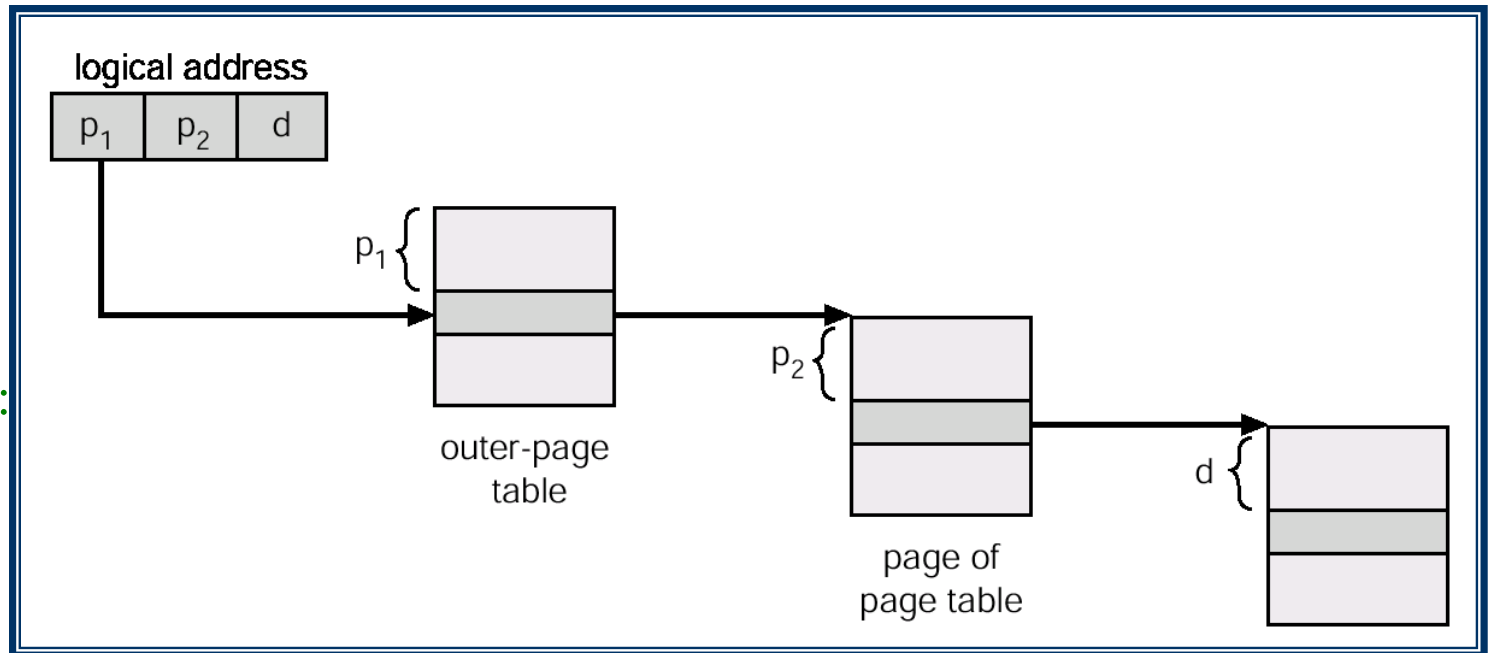 logical address
p₁ p₂ d
p₁
outer-page
table
p₂
page of
page table
d